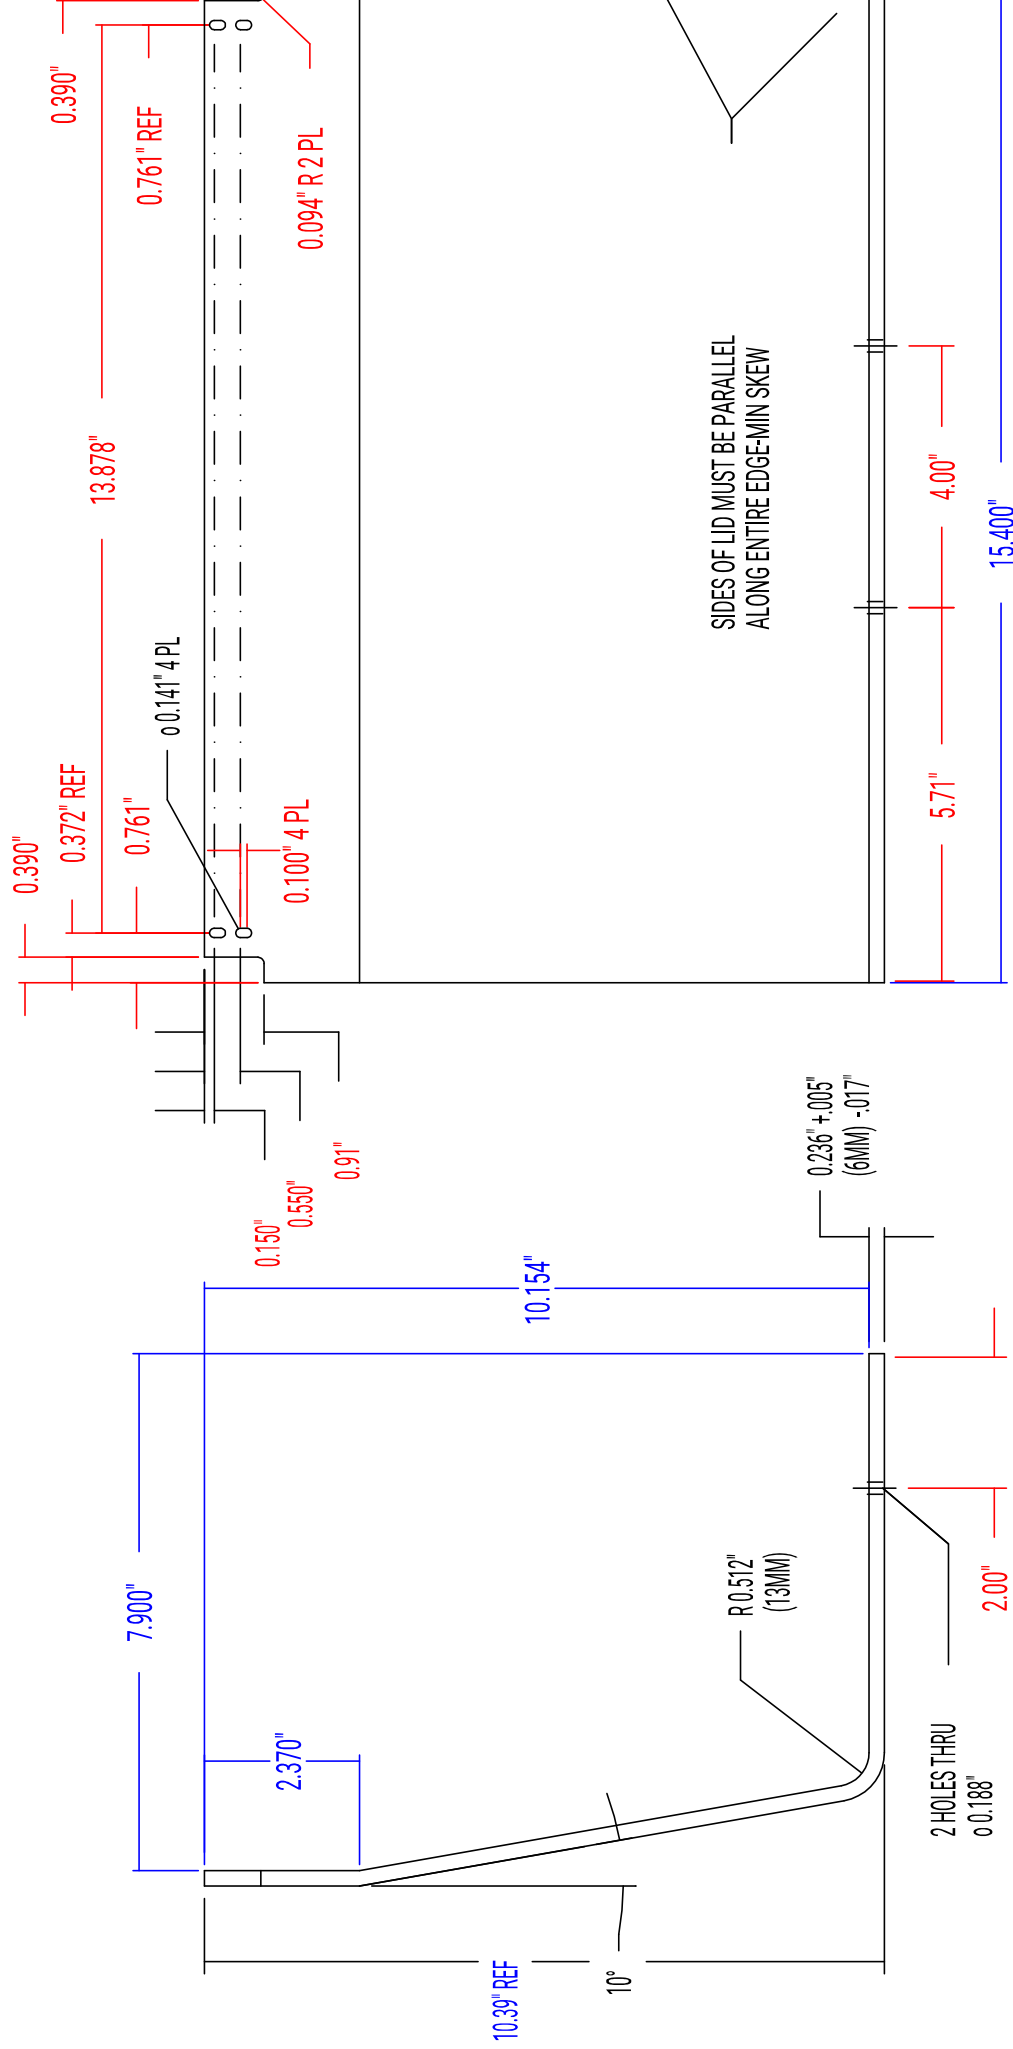 0.390"
0.761" REF
0.094" R 2 PL
13.878"
SIDES OF LID MUST BE PARALLEL
ALONG ENTIRE EDGE-MIN SKEW
4.00"
15.400"
o 0.141" 4 PL
0.390"
0.372" REF
0.761"
0.100" 4 PL
5.71"
0.150"
0.550"
0.91"
0.236" +.005"
(6MM) -.017"
10.154"
7.900"
R 0.512"
(13MM)
2.00"
2.370"
2 HOLES THRU
o 0.188"
10.39" REF
10°